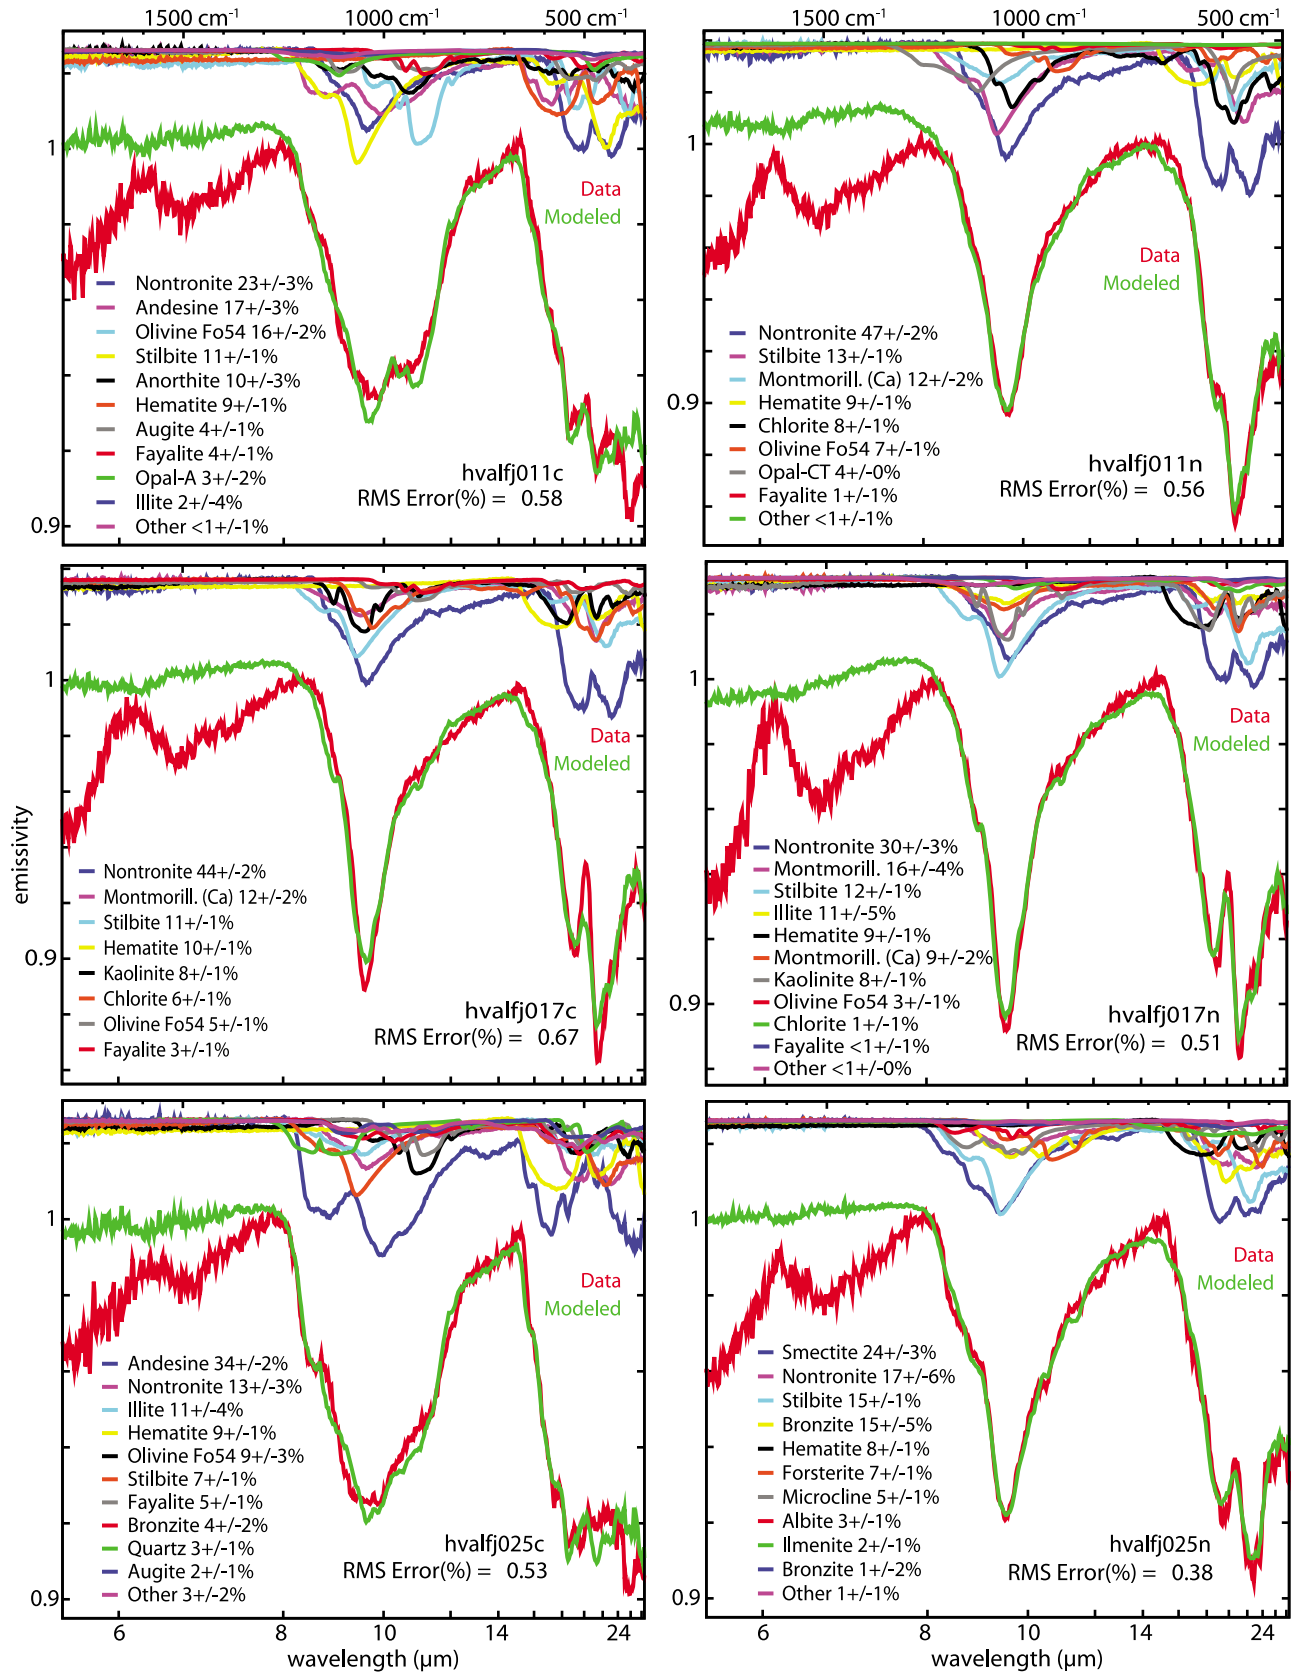 1500 cm⁻¹ 1000 cm⁻¹ 500 cm⁻¹
1500 cm⁻¹ 1000 cm⁻¹ 500 cm⁻¹
1
Data
Modeled
Nontronite 23+/-3%
Andesine 17+/-3%
Olivine Fo54 16+/-2%
Stilbite 11+/-1%
Anorthite 10+/-3%
Hematite 9+/-1%
Augite 4+/-1%
Fayalite 4+/-1%
Opal-A 3+/-2%
Illite 2+/-4%
Other <1+/-1%
hvalfj011c
RMS Error(%) = 0.58
0.9
1
Data
Modeled
Nontronite 47+/-2%
Stilbite 13+/-1%
Montmorill. (Ca) 12+/-2%
Hematite 9+/-1%
Chlorite 8+/-1%
Olivine Fo54 7+/-1%
Opal-CT 4+/-0%
Fayalite 1+/-1%
Other <1+/-1%
0.9
hvalfj011n
RMS Error(%) = 0.56
emissivity
1
Data
Modeled
Nontronite 44+/-2%
Montmorill. (Ca) 12+/-2%
Stilbite 11+/-1%
Hematite 10+/-1%
Kaolinite 8+/-1%
Chlorite 6+/-1%
Olivine Fo54 5+/-1%
Fayalite 3+/-1%
0.9
hvalfj017c
RMS Error(%) = 0.67
1
Data
Modeled
Nontronite 30+/-3%
Montmorill. 16+/-4%
Stilbite 12+/-1%
Illite 11+/-5%
Hematite 9+/-1%
Montmorill. (Ca) 9+/-2%
Kaolinite 8+/-1%
Olivine Fo54 3+/-1%
Chlorite 1+/-1%
Fayalite <1+/-1%
Other <1+/-0%
0.9
hvalfj017n
RMS Error(%) = 0.51
1
Data
Modeled
Andesine 34+/-2%
Nontronite 13+/-3%
Illite 11+/-4%
Hematite 9+/-1%
Olivine Fo54 9+/-3%
Stilbite 7+/-1%
Fayalite 5+/-1%
Bronzite 4+/-2%
Quartz 3+/-1%
Augite 2+/-1%
Other 3+/-2%
hvalfj025c
RMS Error(%) = 0.53
0.9
6 8 10 14 24
wavelength (μm)
1
Data
Modeled
Smectite 24+/-3%
Nontronite 17+/-6%
Stilbite 15+/-1%
Bronzite 15+/-5%
Hematite 8+/-1%
Forsterite 7+/-1%
Microcline 5+/-1%
Albite 3+/-1%
Ilmenite 2+/-1%
Bronzite 1+/-2%
Other 1+/-1%
hvalfj025n
RMS Error(%) = 0.38
0.9
6 8 10 14 24
wavelength (μm)